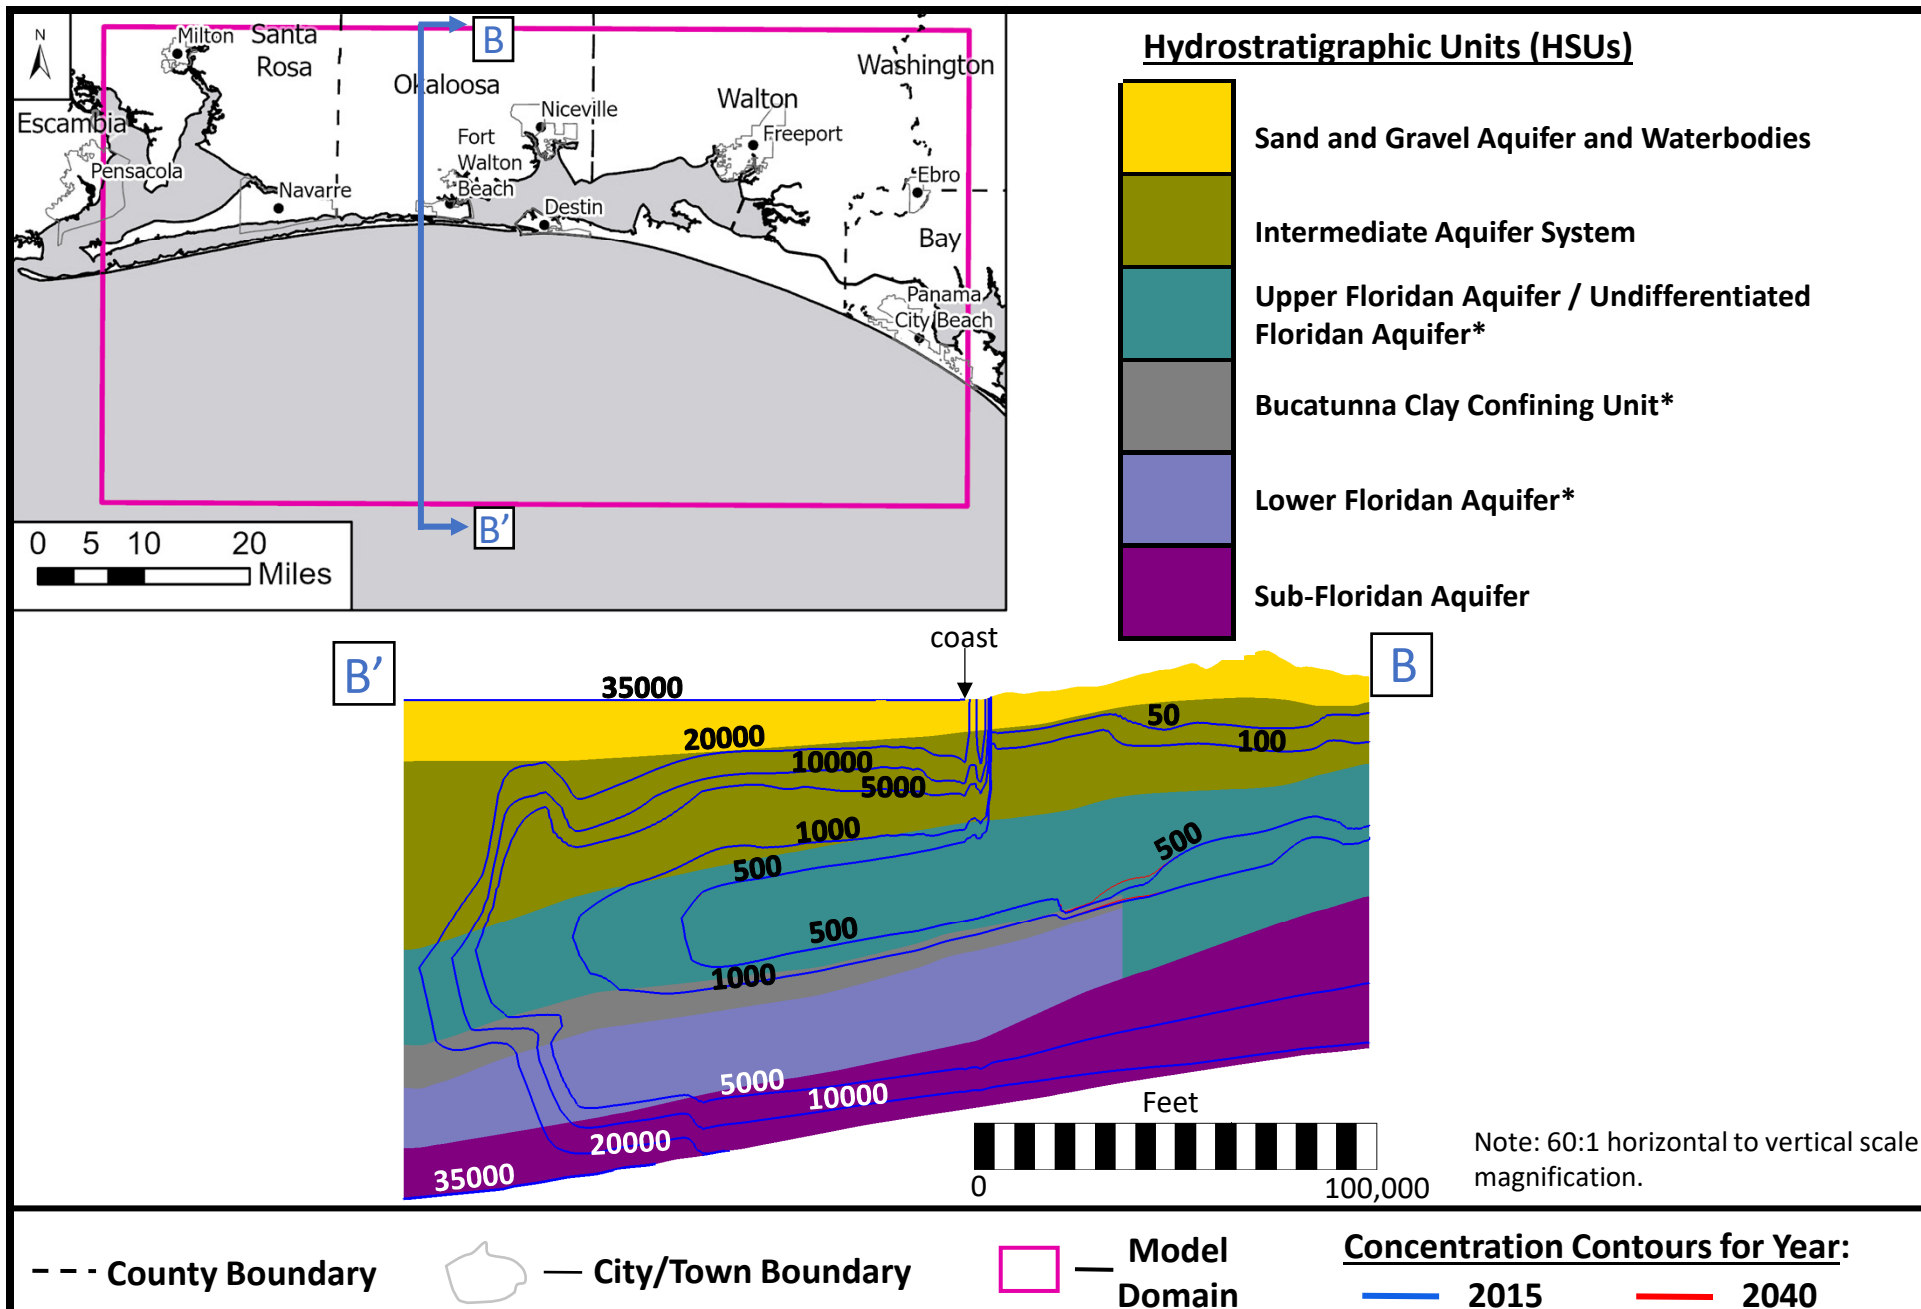 N
Milton
Santa
Rosa
B
Okaloosa
Washington
Escambia
Niceville
Walton
Fort
Walton
Beach
Freeport
Pensacola
Navarre
Destin
Ebro
Bay
Panama
City Beach
B'
0 5 10 20
Miles
Hydrostratigraphic Units (HSUs)
Sand and Gravel Aquifer and Waterbodies
Intermediate Aquifer System
Upper Floridan Aquifer / Undifferentiated
Floridan Aquifer*
Bucatunna Clay Confining Unit*
Lower Floridan Aquifer*
Sub-Floridan Aquifer
coast
B'
B
35000
20000
10000
5000
1000
500
500
1000
50
100
500
5000
10000
20000
35000
Feet
0 100,000
Note: 60:1 horizontal to vertical scale
magnification.
County Boundary
City/Town Boundary
Model
Domain
Concentration Contours for Year:
2015
2040